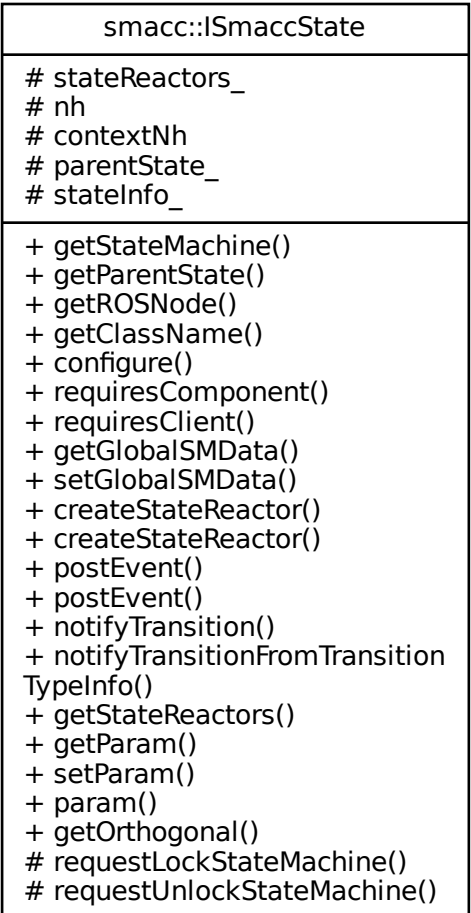 smacc::ISmaccState
# stateReactors_
# nh
# contextNh
# parentState_
# stateInfo_
+ getStateMachine()
+ getParentState()
+ getROSNode()
+ getClassName()
+ configure()
+ requiresComponent()
+ requiresClient()
+ getGlobalSMData()
+ setGlobalSMData()
+ createStateReactor()
+ createStateReactor()
+ postEvent()
+ postEvent()
+ notifyTransition()
+ notifyTransitionFromTransition
TypeInfo()
+ getStateReactors()
+ getParam()
+ setParam()
+ param()
+ getOrthogonal()
# requestLockStateMachine()
# requestUnlockStateMachine()